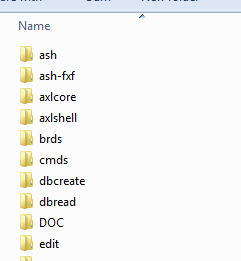 Name
ash
ash-fxf
axlcore
axlshell
brds
cmds
dbcreate
dbread
DOC
edit